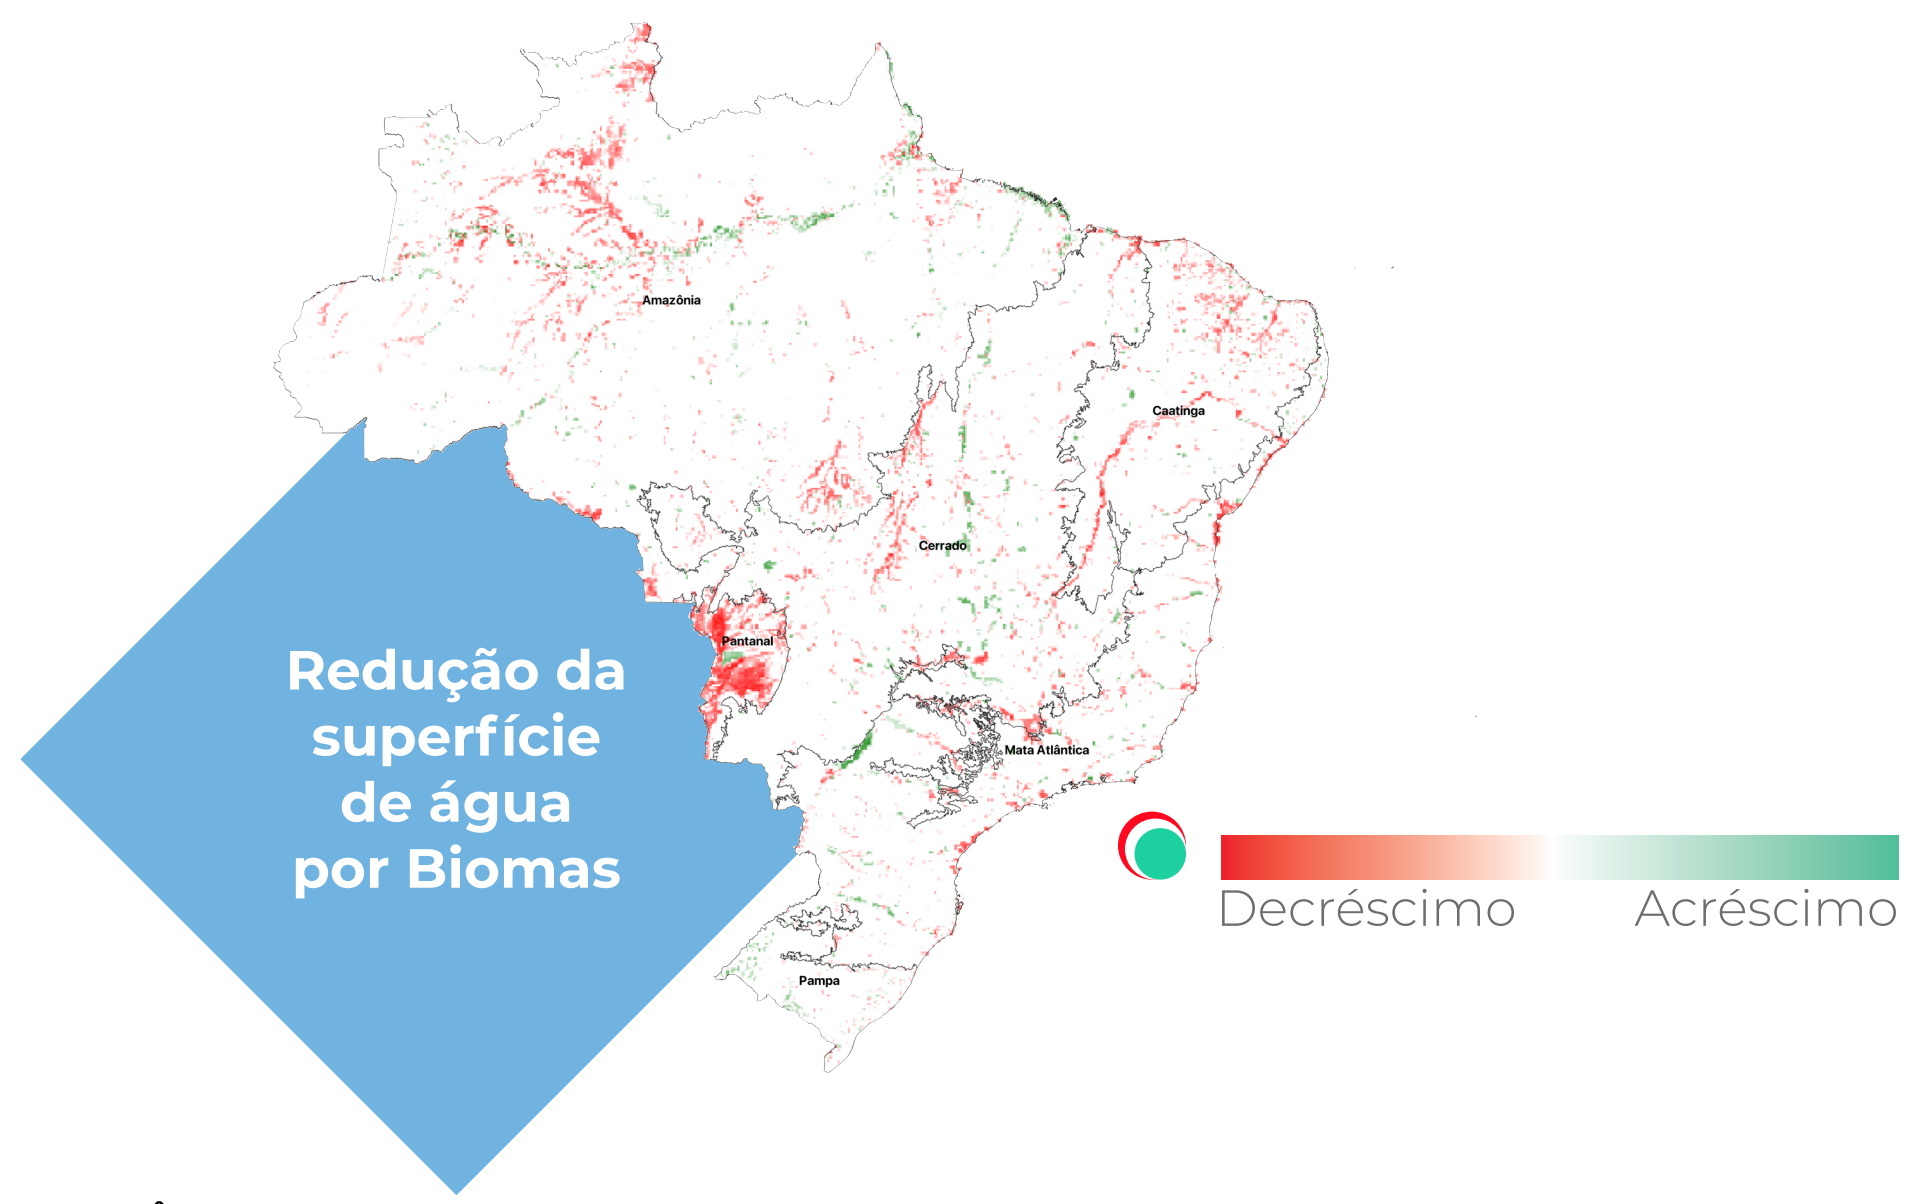 Amazônia
Caatinga
Cerrado
Pantanal
Redução da
superfície
de água
por Biomas
Mata Atlântica
Decréscimo
Acréscimo
Pampa